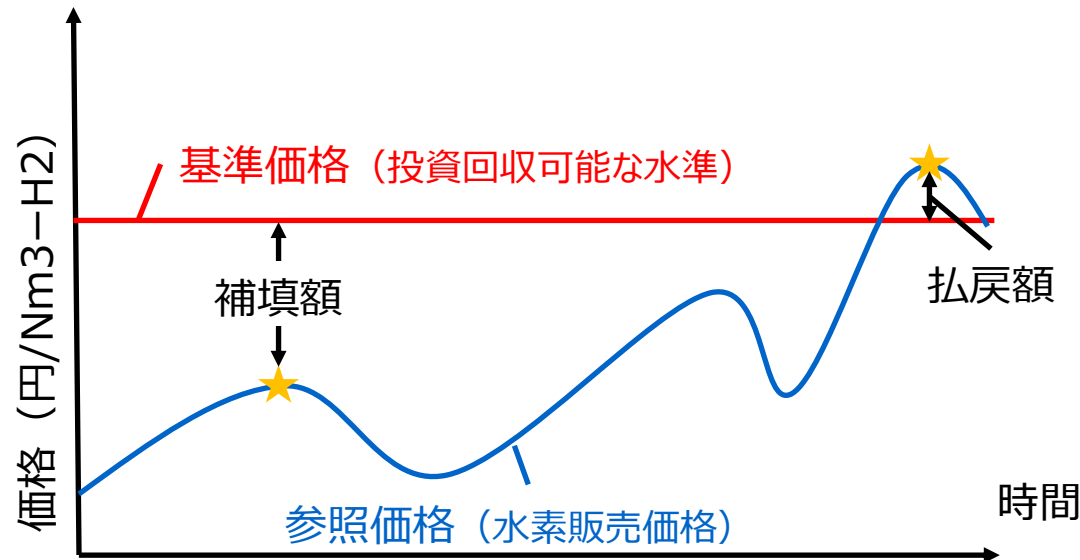 価格（円/Nm3－H2）
基準価格（投資回収可能な水準）
補填額
払戻額
参照価格（水素販売価格）
時間